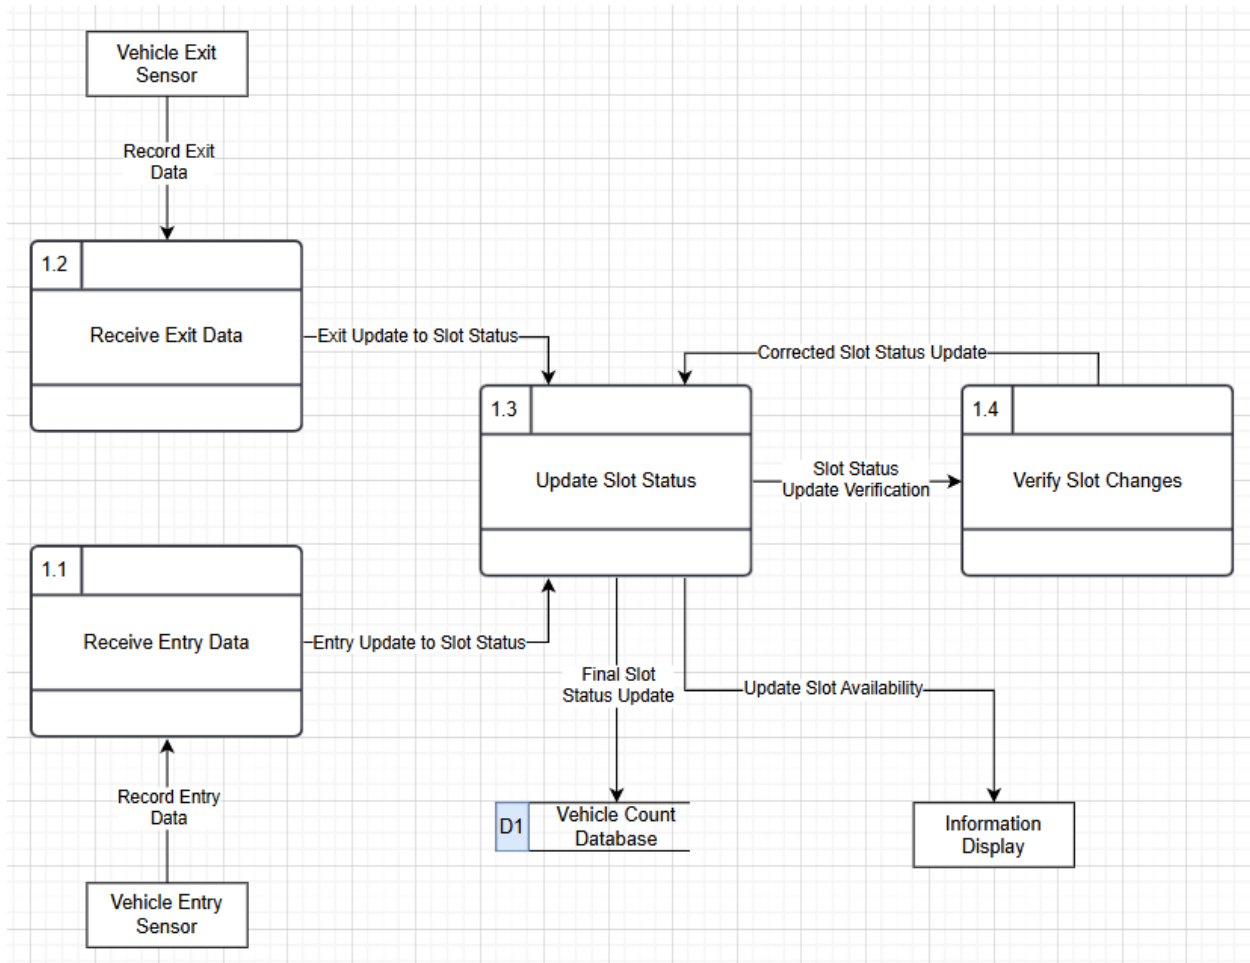 Vehicle Exit
Sensor
Record Exit
Data
1.2
Receive Exit Data
Exit Update to Slot Status
Corrected Slot Status Update
1.3
Update Slot Status
Slot Status
Update Verification
1.4
Verify Slot Changes
1.1
Receive Entry Data
Entry Update to Slot Status
Final Slot
Status Update
Update Slot Availability
Record Entry
Data
D1
Vehicle Count
Database
Information
Display
Vehicle Entry
Sensor